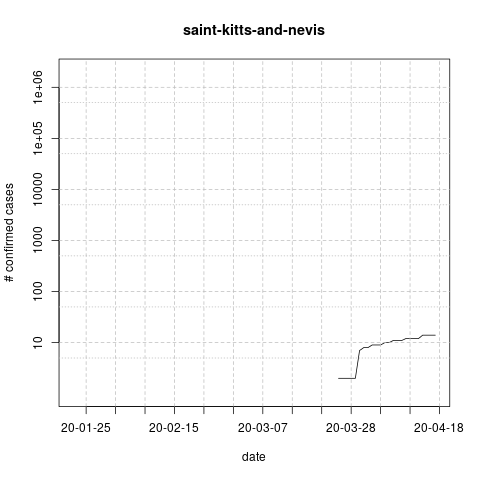 saint-kitts-and-nevis
# confirmed cases
1e+06
1e+05
10000
1000
100
10
20-01-25
20-02-15
20-03-07
20-03-28
20-04-18
date